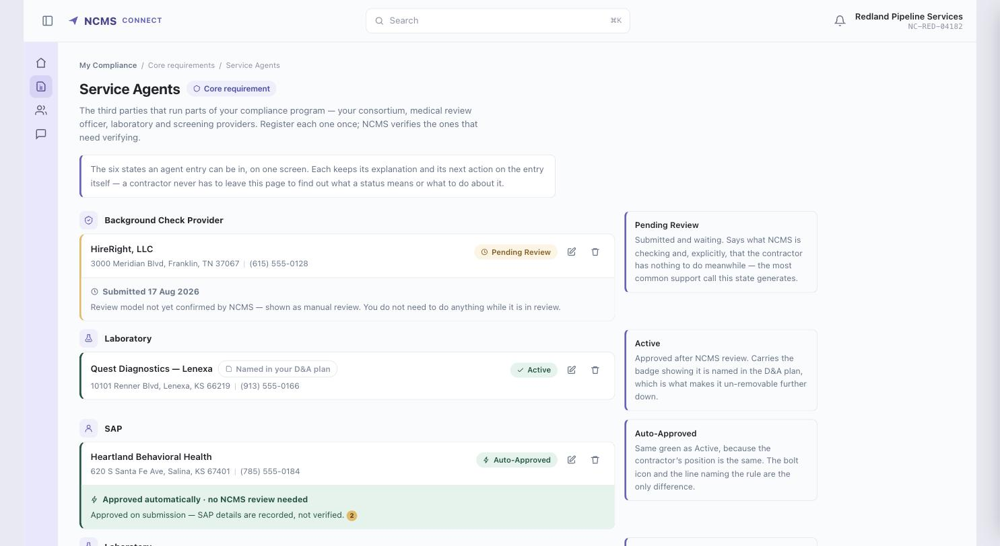 NCMS CONNECT
Search
⌘K
Redland Pipeline Services
NC-RED-04182
My Compliance / Core requirements / Service Agents
Service Agents
Core requirement
The third parties that run parts of your compliance program — your consortium, medical review
officer, laboratory and screening providers. Register each one once; NCMS verifies the ones that
need verifying.
The six states an agent entry can be in, on one screen. Each keeps its explanation and its next action on the entry
itself — a contractor never has to leave this page to find out what a status means or what to do about it.
Background Check Provider
HireRight, LLC
Pending Review
3000 Meridian Blvd, Franklin, TN 37067 | (615) 555-0128
Submitted 17 Aug 2026
Review model not yet confirmed by NCMS — shown as manual review. You do not need to do anything while it is in review.
Pending Review
Submitted and waiting. Says what NCMS is
checking and, explicitly, that the contractor
has nothing to do meanwhile — the most
common support call this state generates.
Laboratory
Quest Diagnostics — Lenexa
Named in your D&A plan
Active
10101 Renner Blvd, Lenexa, KS 66219 | (913) 555-0166
Active
Approved after NCMS review. Carries the
badge showing it is named in the D&A plan,
which is what makes it un-removable further
down.
SAP
Heartland Behavioral Health
Auto-Approved
620 S Santa Fe Ave, Salina, KS 67401 | (785) 555-0184
Approved automatically · no NCMS review needed
Approved on submission — SAP details are recorded, not verified. 2
Auto-Approved
Same green as Active, because the
contractor's position is the same. The bolt
icon and the line naming the rule are the
only difference.
Laboratory